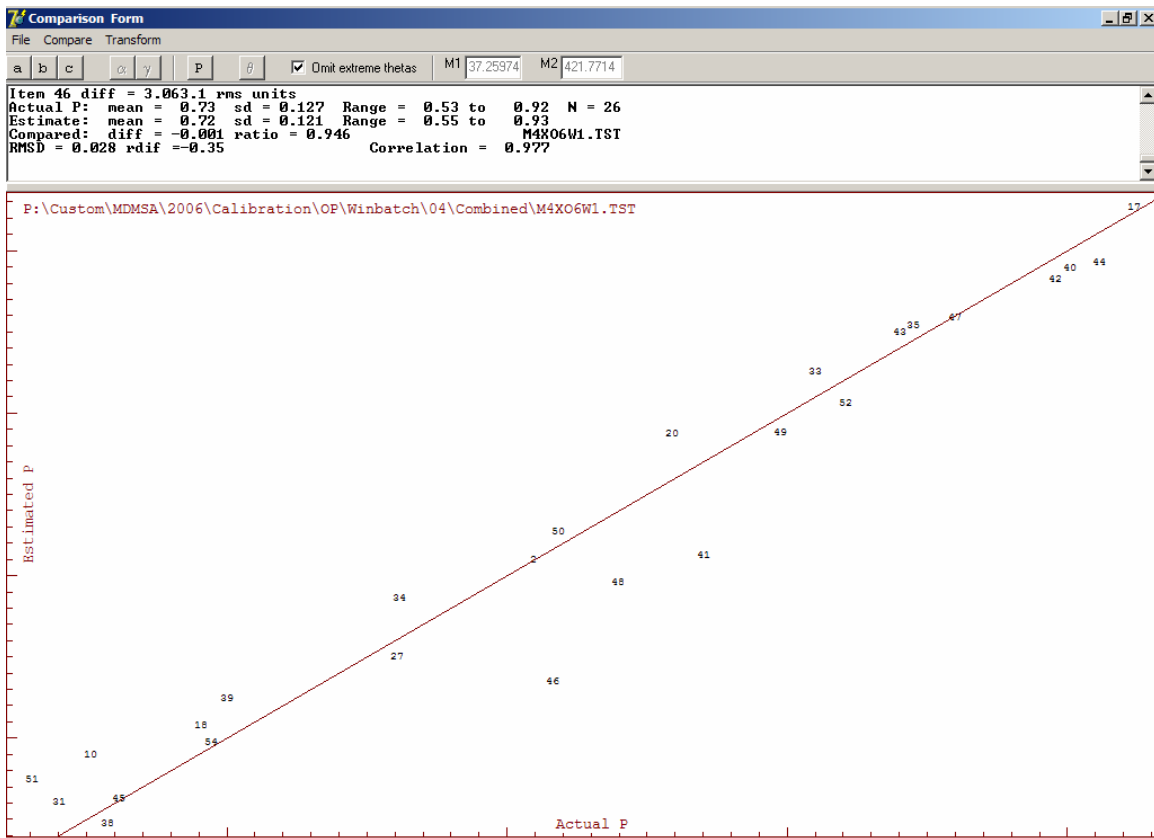 Comparison Form
File Compare Transform
a b c α γ P θ Omit extreme thetas M1 37.25974 M2 421.7714
Item 46 diff = 3.063.1 rms units
Actual P: mean = 0.73 sd = 0.127 Range = 0.53 to 0.92 N = 26
Estimate: mean = 0.72 sd = 0.121 Range = 0.55 to 0.93
Compared: diff = -0.001 ratio = 0.946 M4XO6W1.TST
RMSD = 0.028 rdif =-0.35 Correlation = 0.977
P:\Custom\MDMSA\2006\Calibration\OP\Winbatch\04\Combined\M4XO6W1.TST
17
44
40
42
47
35
43
33
52
20
49
50
41
2
48
34
27
46
39
18
54
10
51
45
31
38
Estimated P
Actual P